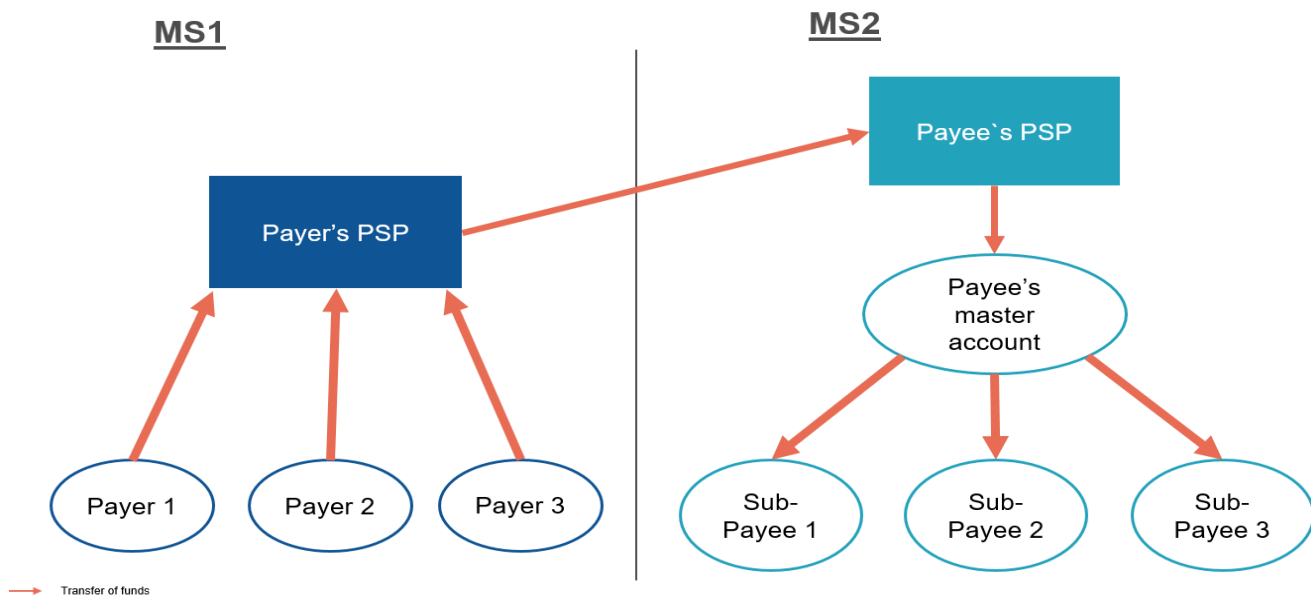 MS1
MS2
Payee`s PSP
Payer’s PSP
Payee’s
master
account
Payer 1
Payer 2
Payer 3
Sub-
Payee 1
Sub-
Payee 2
Sub-
Payee 3
Transfer of funds